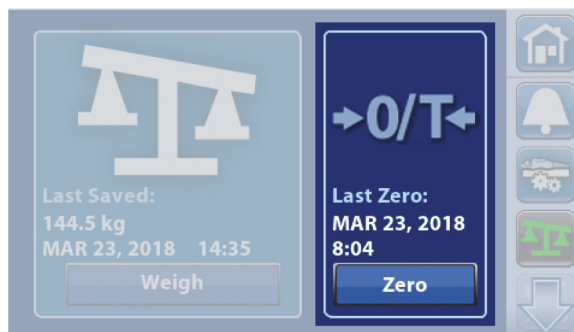 Last Saved:
144.5 kg
MAR 23, 2018 14:35
Weigh
→0/T←
Last Zero:
MAR 23, 2018
8:04
Zero